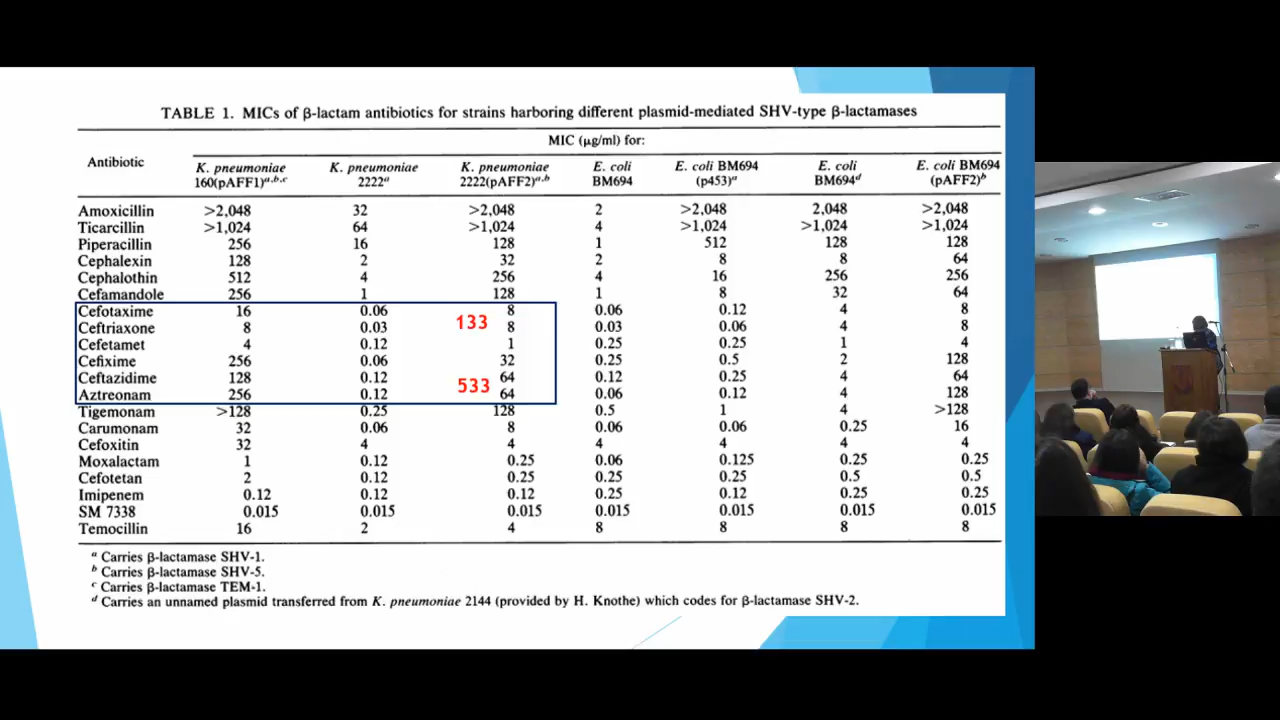 TABLE 1. MICs of β-lactam antibiotics for strains harboring different plasmid-mediated SHV-type β-lactamases
MIC (μg/ml) for:
Antibiotic
K. pneumoniae 160(pAFF1)a,b,c K. pneumoniae 2222a K. pneumoniae 2222(pAFF2)a,b E. coli BM694 E. coli BM694 (p453)a E. coli BM694d E. coli BM694 (pAFF2)b
Amoxicillin >2,048 32 >2,048 2 >2,048 2,048 >2,048
Ticarcillin >1,024 64 >1,024 4 >1,024 >1,024 >1,024
Piperacillin 256 16 128 1 512 128 128
Cephalexin 128 2 32 2 8 8 64
Cephalothin 512 4 256 4 16 256 256
Cefamandole 256 1 128 1 8 32 64
Cefotaxime 16 0.06 8 0.06 0.12 4 8
133
Ceftriaxone 8 0.03 8 0.03 0.06 4 8
Cefetamet 4 0.12 1 0.25 0.25 1 4
Cefixime 256 0.06 32 0.25 0.5 2 128
Ceftazidime 128 0.12 64 0.12 0.25 4 64
533
Aztreonam 256 0.12 64 0.06 0.12 4 128
Tigemonam >128 0.25 128 0.5 1 4 >128
Carumonam 32 0.06 8 0.06 0.06 0.25 16
Cefoxitin 32 4 4 4 4 4 4
Moxalactam 1 0.12 0.25 0.06 0.125 0.25 0.25
Cefotetan 2 0.12 0.25 0.25 0.25 0.5 0.5
Imipenem 0.12 0.12 0.12 0.25 0.12 0.25 0.25
SM 7338 0.015 0.015 0.015 0.015 0.015 0.015 0.015
Temocillin 16 2 4 8 8 8 8
a Carries β-lactamase SHV-1.
b Carries β-lactamase SHV-5.
c Carries β-lactamase TEM-1.
d Carries an unnamed plasmid transferred from K. pneumoniae 2144 (provided by H. Knothe) which codes for β-lactamase SHV-2.